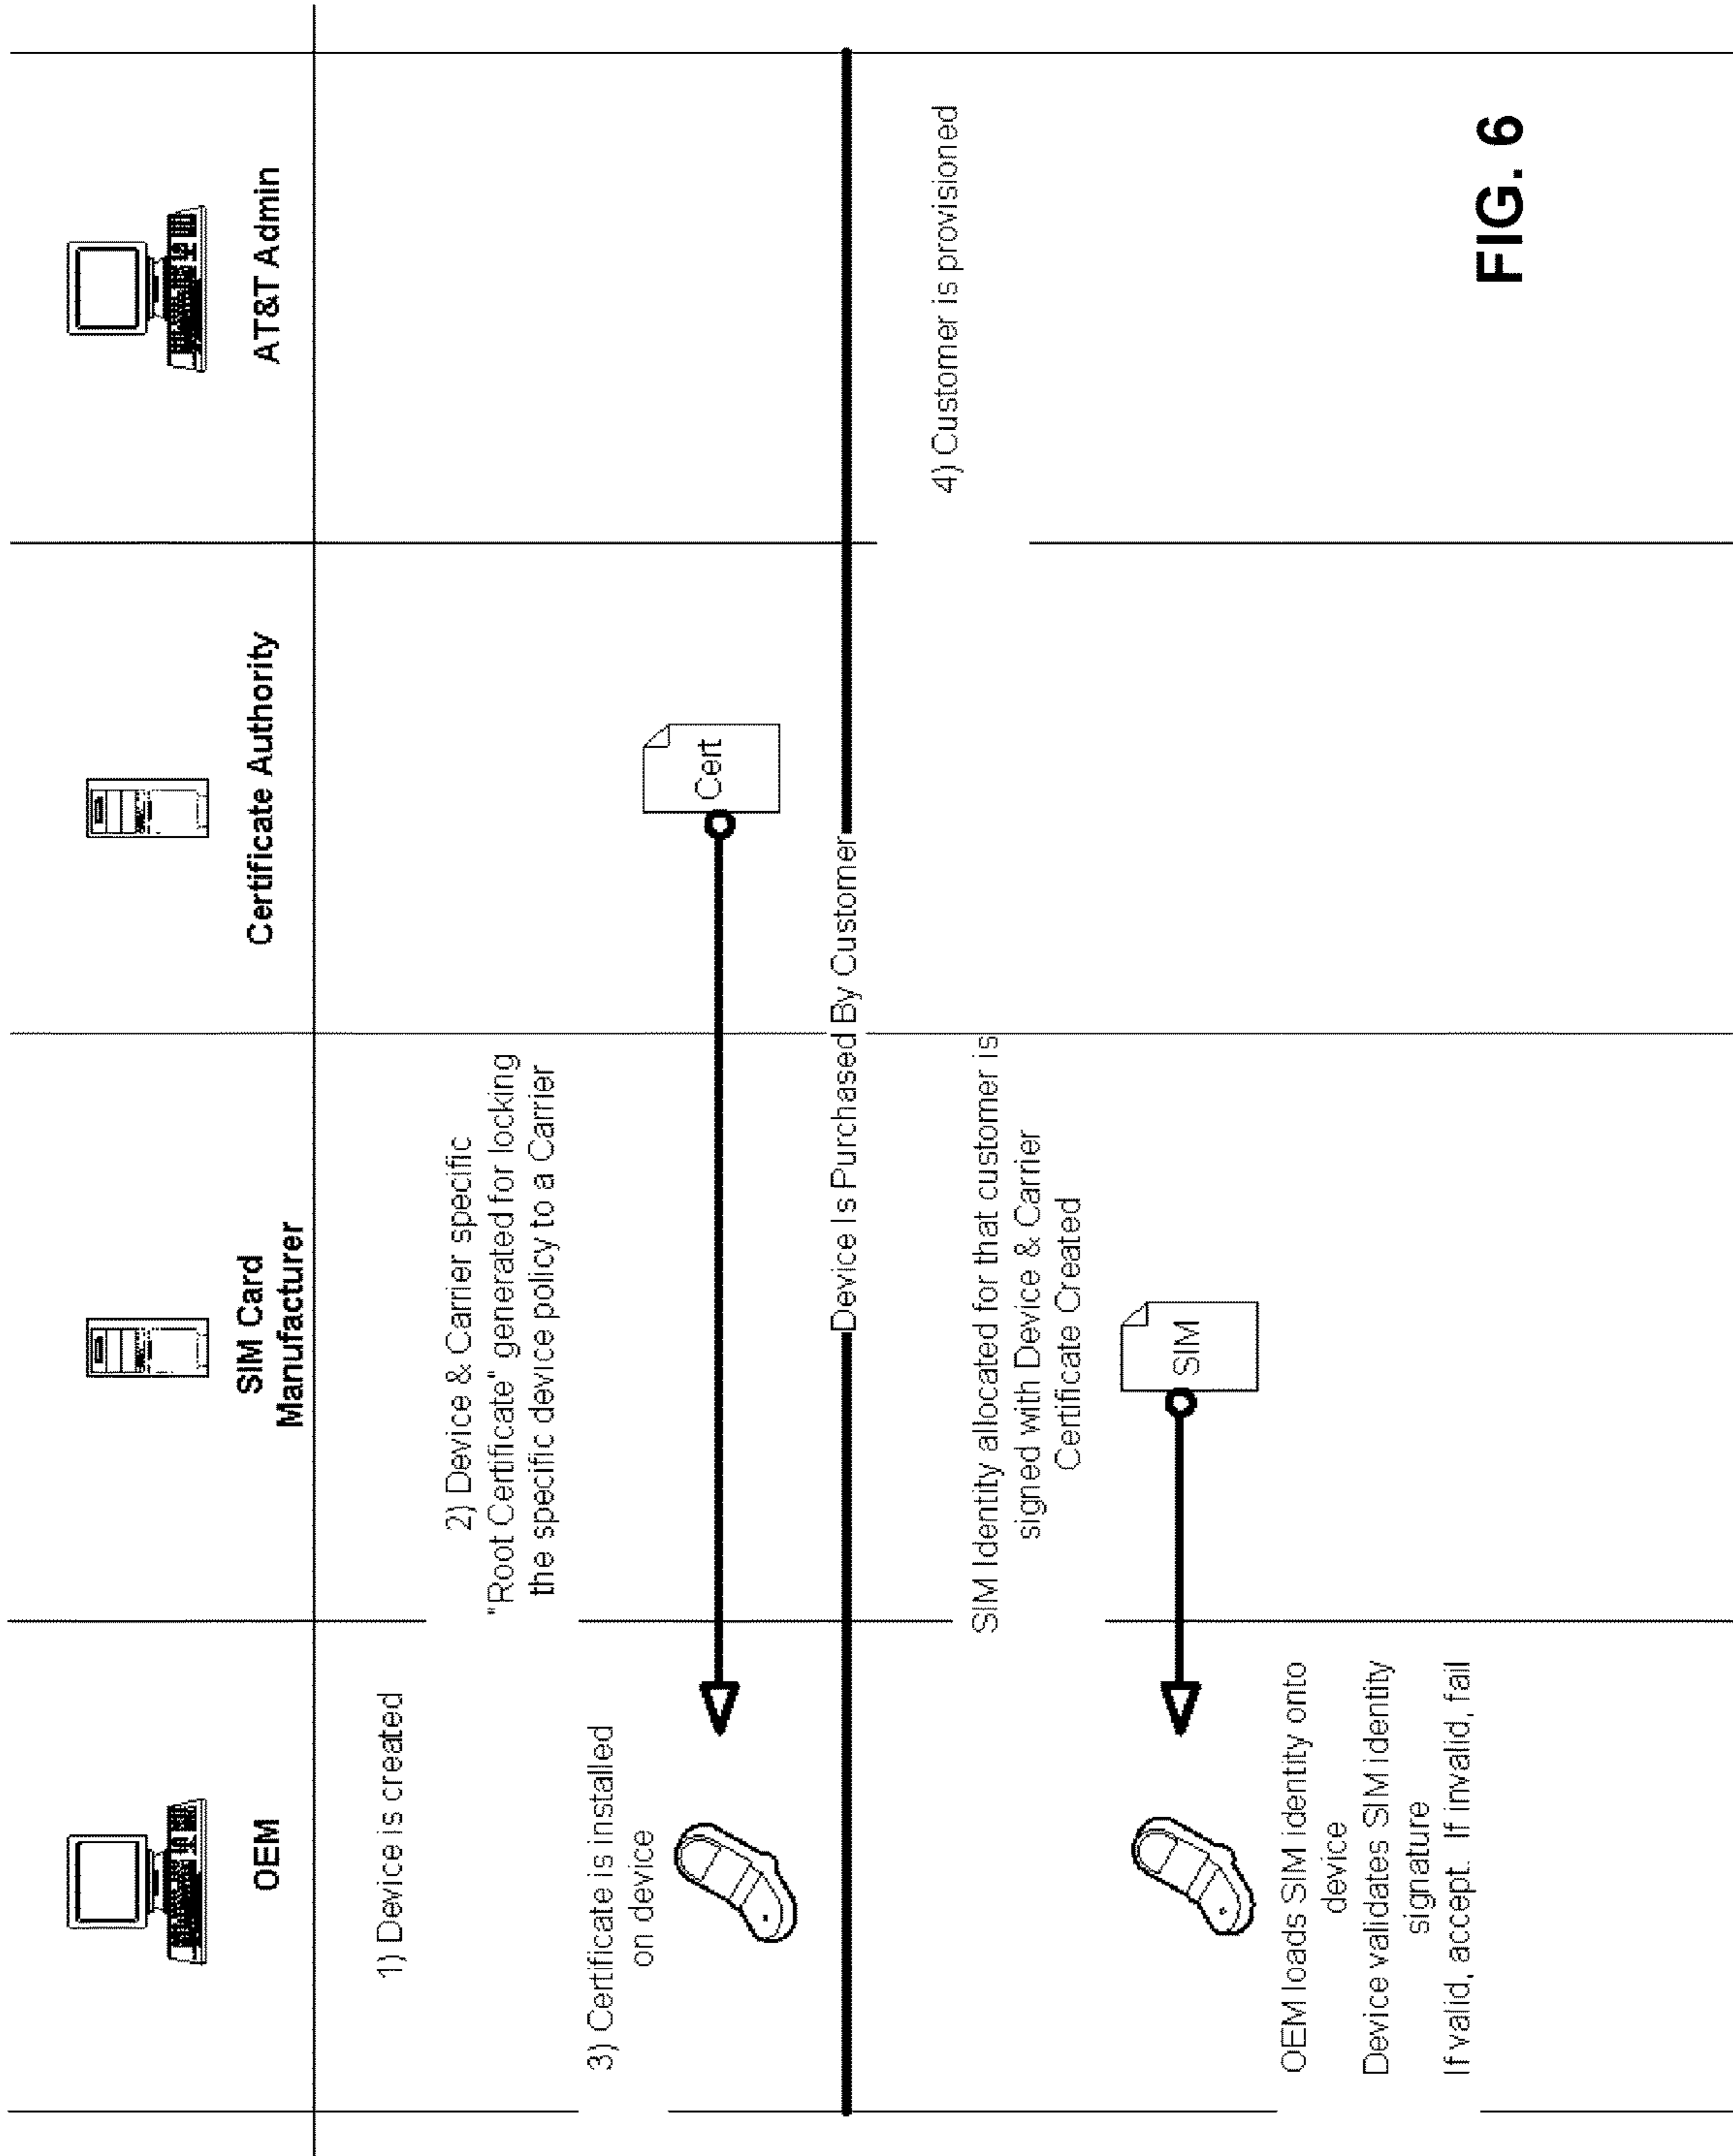 OEM
SIM Card
Manufacturer
Certificate Authority
AT&T Admin
1) Device is created
2) Device & Carrier specific
"Root Certificate" generated for locking
the specific device policy to a Carrier
3) Certificate is installed
on device
Cert
Device Is Purchased By Customer
4) Customer is provisioned
SIM Identity allocated for that customer is
signed with Device & Carrier
Certificate Created
SIM
OEM loads SIM identity onto
device
Device validates SIM identity
signature
If valid, accept. If invalid, fail
FIG. 6